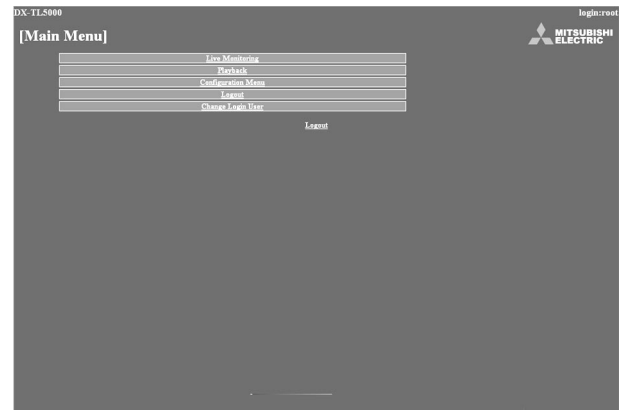 DX-TL5000
login:root
[Main Menu]
MITSUBISHI
ELECTRIC
Live Monitoring
Playback
Configuration Menu
Logout
Change Login User
Logout